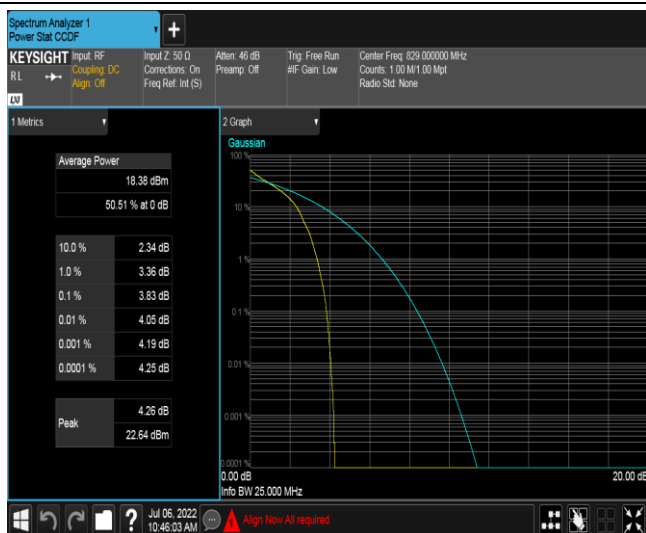 Spectrum Analyzer 1
Power Stat CCDF
+
KEYSIGHT Input: RF Input Z: 50 Ω Atten: 46 dB Trig: Free Run Center Freq: 829.000000 MHz
RL Coupling: DC Corrections: On Preamp: Off #IF Gain: Low Counts: 1.00 M/1.00 Mpt
Align: Off Freq Ref: Int (S) Radio Std: None
LXI
1 Metrics
2 Graph
Average Power
18.38 dBm
50.51 % at 0 dB
10.0 % 2.34 dB
1.0 % 3.36 dB
0.1 % 3.83 dB
0.01 % 4.05 dB
0.001 % 4.19 dB
0.0001 % 4.25 dB
Peak 4.26 dB
22.64 dBm
Gaussian
100 %
10 %
1 %
0.1 %
0.01 %
0.001 %
0.0001 %
0.00 dB 20.00 dB
Info BW 25.000 MHz
? Jul 06, 2022
10:46:03 AM
Align Now All required